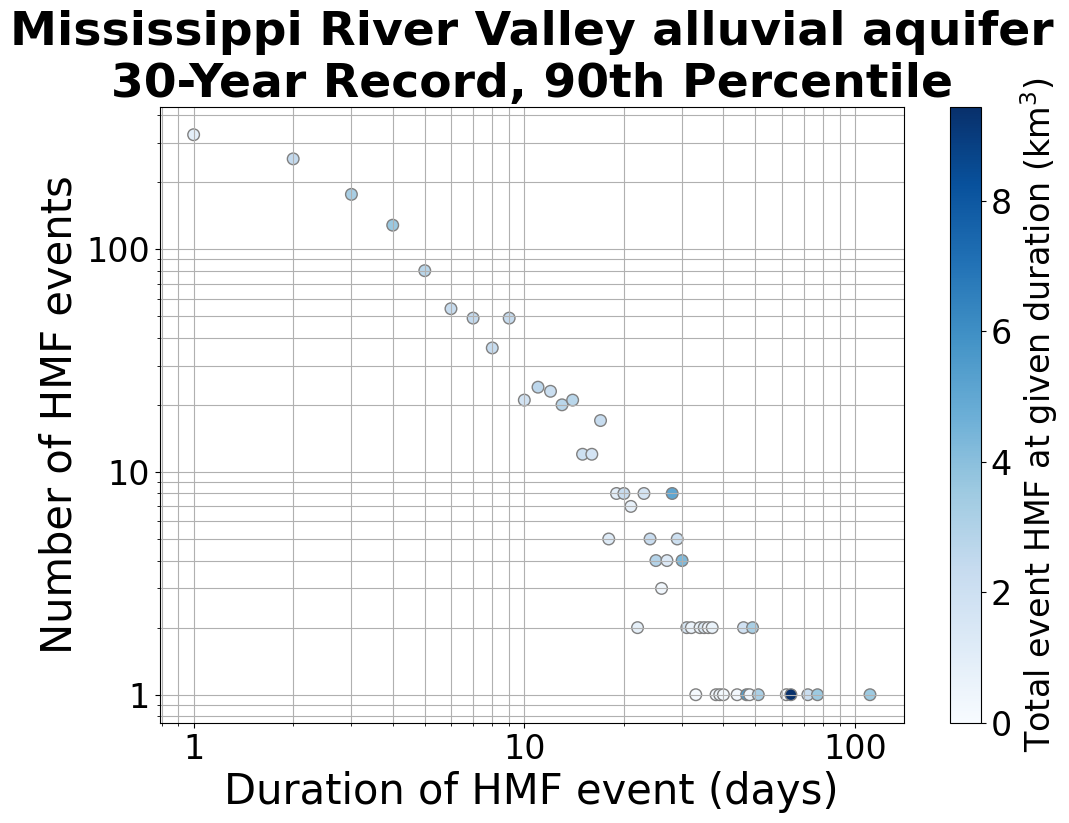 Mississippi River Valley alluvial aquifer
30-Year Record, 90th Percentile
Number of HMF events
100
10
1
1
10
100
Duration of HMF event (days)
8
6
4
2
0
Total event HMF at given duration (km³)